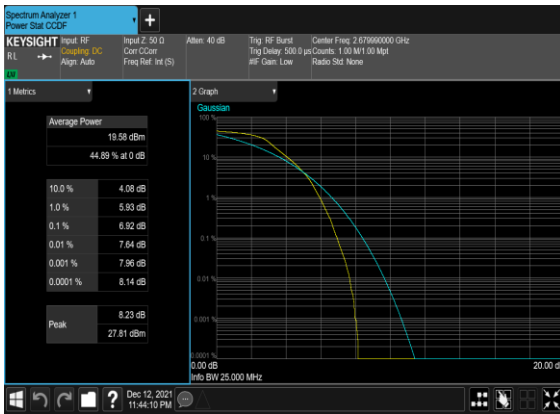 Spectrum Analyzer 1
Power Stat CCDF
KEYSIGHT
RL
Input: RF
Coupling: DC
Align: Auto
Input Z: 50 Ω
Corr CCorr
Freq Ref: Int (S)
Atten: 40 dB
Trig: RF Burst
Trig Delay: 500.0 µs
#IF Gain: Low
Center Freq: 2.679990000 GHz
Counts: 1.00 M/1.00 Mpt
Radio Std: None
1 Metrics
Average Power
19.58 dBm
44.89 % at 0 dB
10.0 % 4.08 dB
1.0 % 5.93 dB
0.1 % 6.92 dB
0.01 % 7.64 dB
0.001 % 7.96 dB
0.0001 % 8.14 dB
Peak
8.23 dB
27.81 dBm
2 Graph
Gaussian
100 %
10 %
1 %
0.1 %
0.01 %
0.001 %
0.0001 %
0.00 dB
20.00 d
Info BW 25.000 MHz
?
Dec 12, 2021
11:44:10 PM